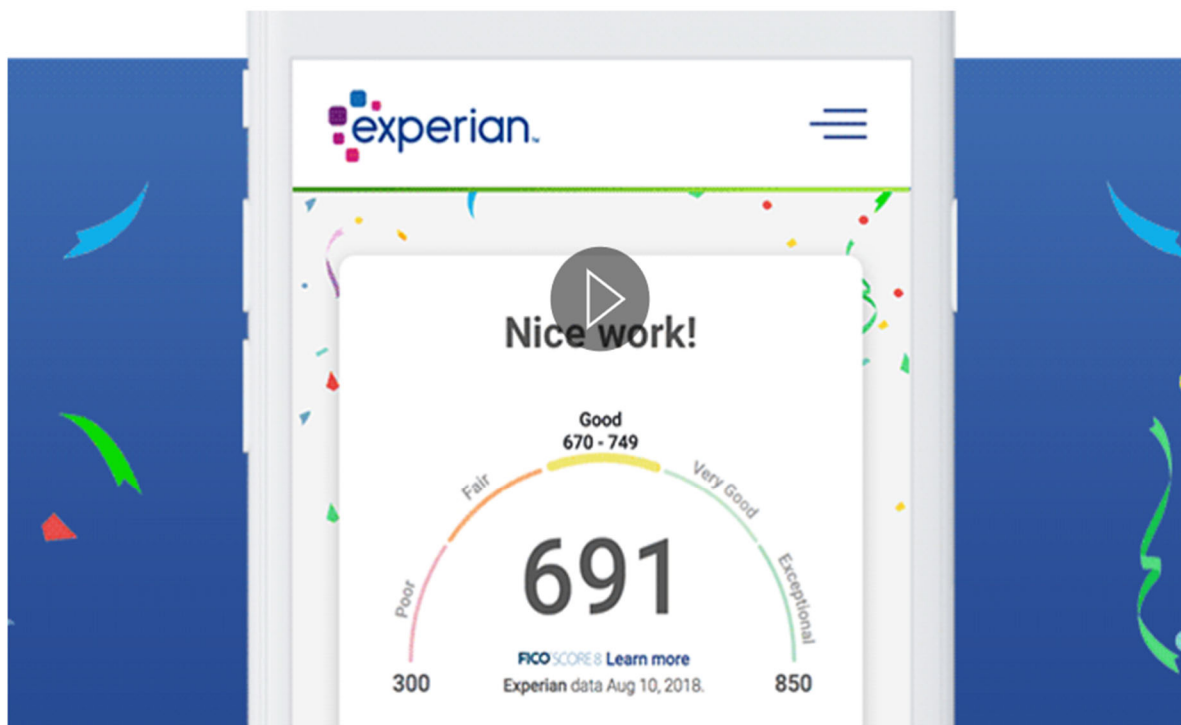 experian™
Nice work!
Good
670 - 749
Fair
Very Good
Poor
Exceptional
691
FICO SCORE 8 Learn more
300
Experian data Aug 10, 2018.
850